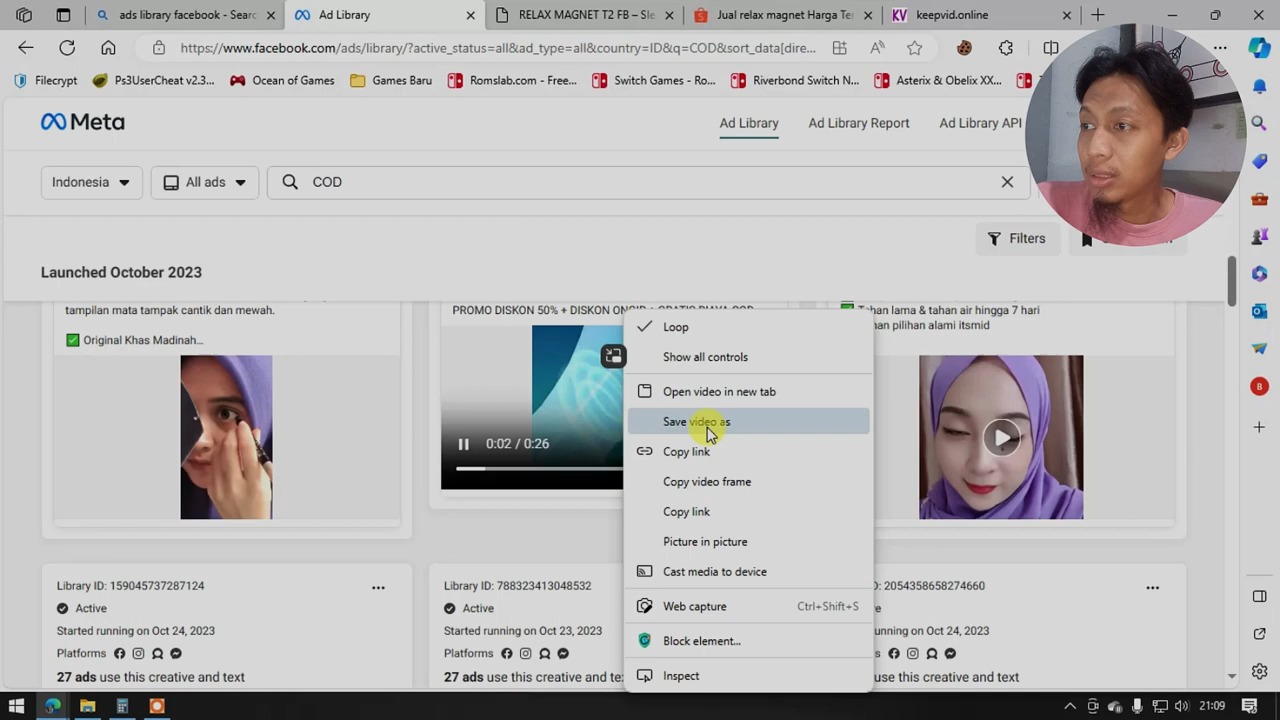 ads library facebook - Searc
Ad Library
RELAX MAGNET T2 FB – Sle
Jual relax magnet Harga Te
KV
keepvid.online
https://www.facebook.com/ads/library/?active_status=all&ad_type=all&country=ID&q=COD&sort_data[dire...
Filecrypt
Ps3UserCheat v2.3...
Ocean of Games
Games Baru
Romslab.com - Free...
Switch Games - Ro...
Riverbond Switch N...
Asterix & Obelix XX...
Meta
Ad Library
Ad Library Report
Ad Library API
Indonesia
All ads
COD
Filters
Launched October 2023
tampilan mata tampak cantik dan mewah.
Original Khas Madinah...
PROMO DISKON 50% + DISKON ONGIR + GRATIS BIAYA COD
0:02 / 0:26
Tahan lama & tahan air hingga 7 hari
pilihan alami itsmid
Loop
Show all controls
Open video in new tab
Save video as
Copy link
Copy video frame
Copy link
Picture in picture
Cast media to device
Web capture
Ctrl+Shift+S
Block element...
Inspect
Library ID: 159045737287124
Active
Started running on Oct 24, 2023
Platforms
27 ads use this creative and text
Library ID: 788323413048532
Active
Started running on Oct 23, 2023
Platforms
27 ads use this creative and text
2054358658274660
24, 2023
this creative and text
B
21:09